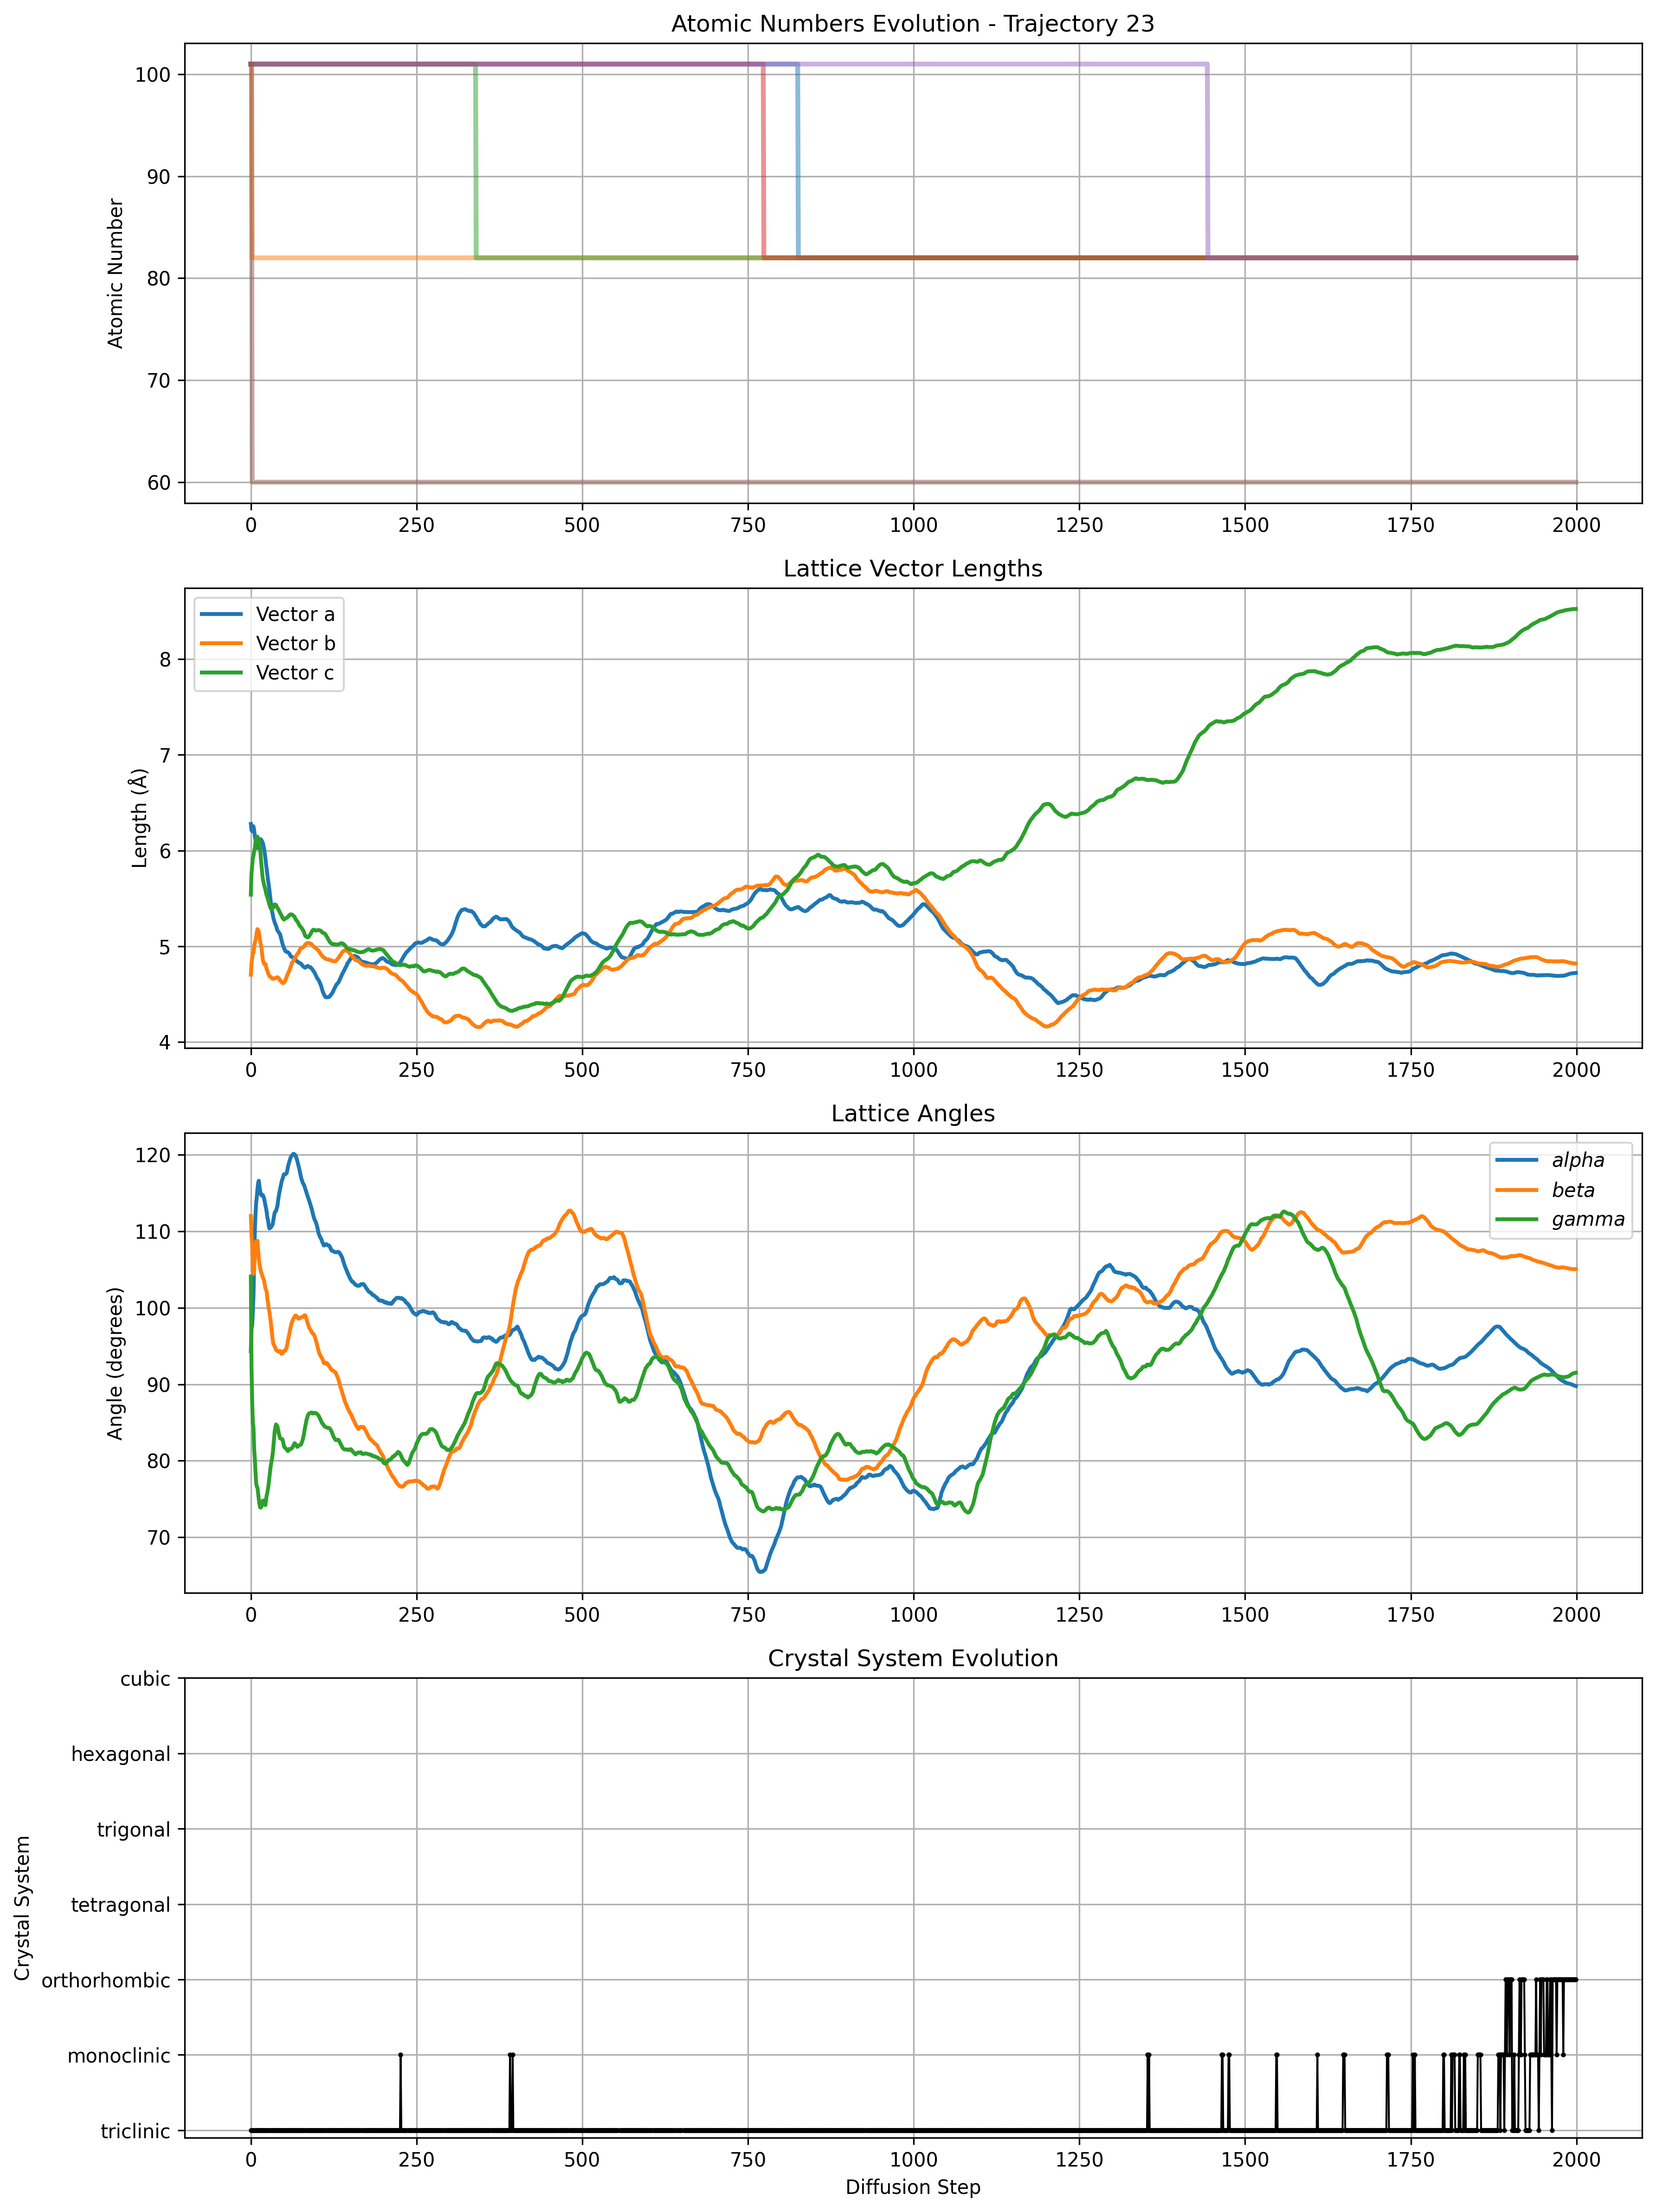 Atomic Numbers Evolution - Trajectory 23
Atomic Number
100
90
80
70
60
0 250 500 750 1000 1250 1500 1750 2000
Lattice Vector Lengths
Length (Å)
Vector a
Vector b
Vector c
8
7
6
5
4
0 250 500 750 1000 1250 1500 1750 2000
Lattice Angles
Angle (degrees)
alpha
beta
gamma
120
110
100
90
80
70
0 250 500 750 1000 1250 1500 1750 2000
Crystal System Evolution
Crystal System
cubic
hexagonal
trigonal
tetragonal
orthorhombic
monoclinic
triclinic
0 250 500 750 1000 1250 1500 1750 2000
Diffusion Step